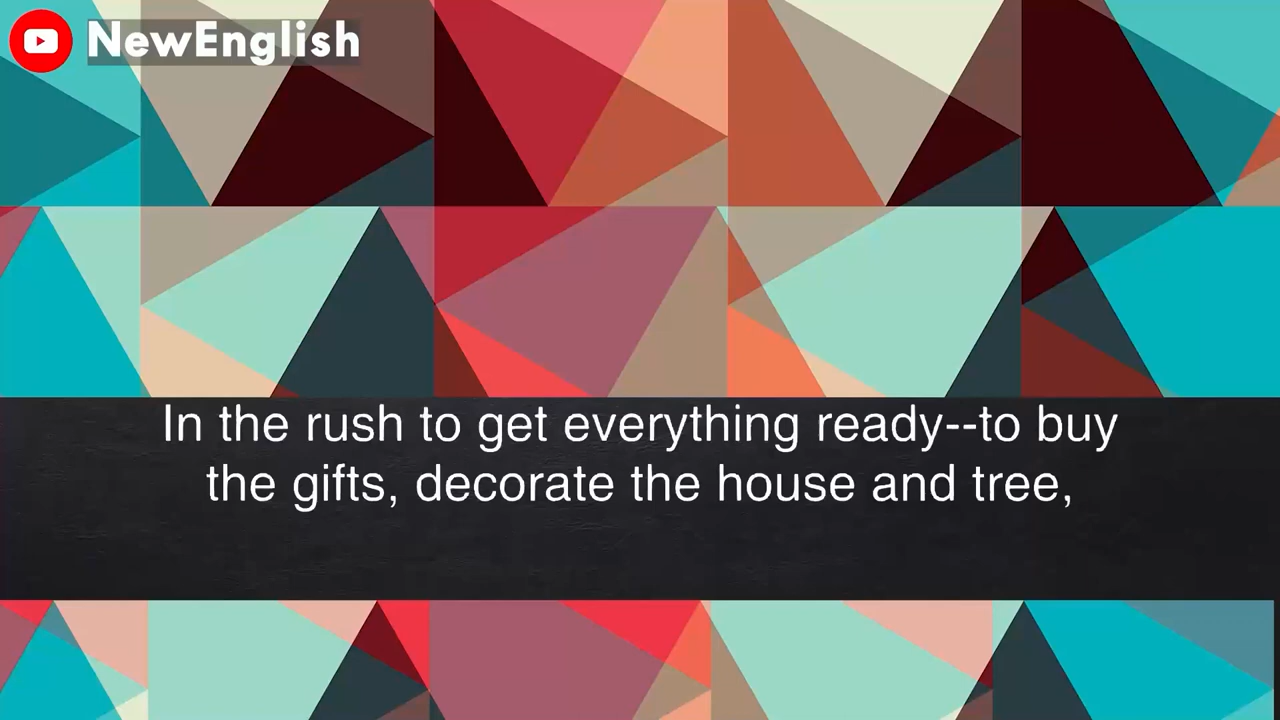 NewEnglish
In the rush to get everything ready--to buy
the gifts, decorate the house and tree,